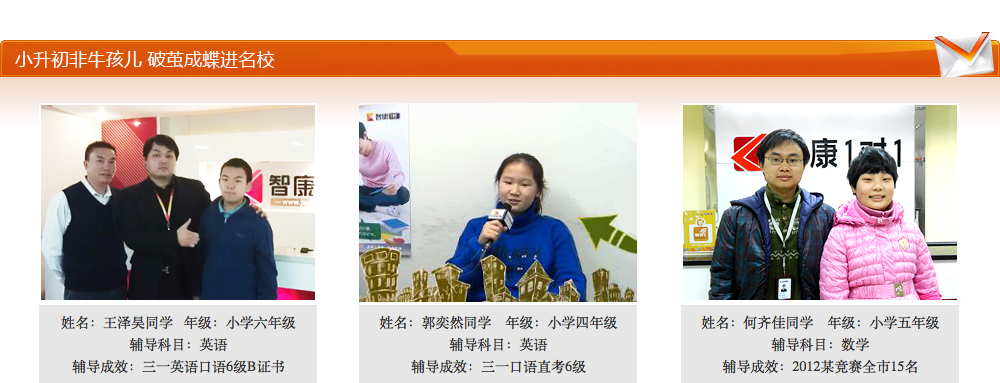 小升初非牛孩儿 破茧成蝶进名校
智康
智康1对1
康1对1
姓名：王泽昊同学 年级：小学六年级
辅导科目：英语
辅导成效：三一英语口语6级B证书
姓名：郭奕然同学 年级：小学四年级
辅导科目：英语
辅导成效：三一口语直考6级
姓名：何齐佳同学 年级：小学五年级
辅导科目：数学
辅导成效：2012某竞赛全市15名